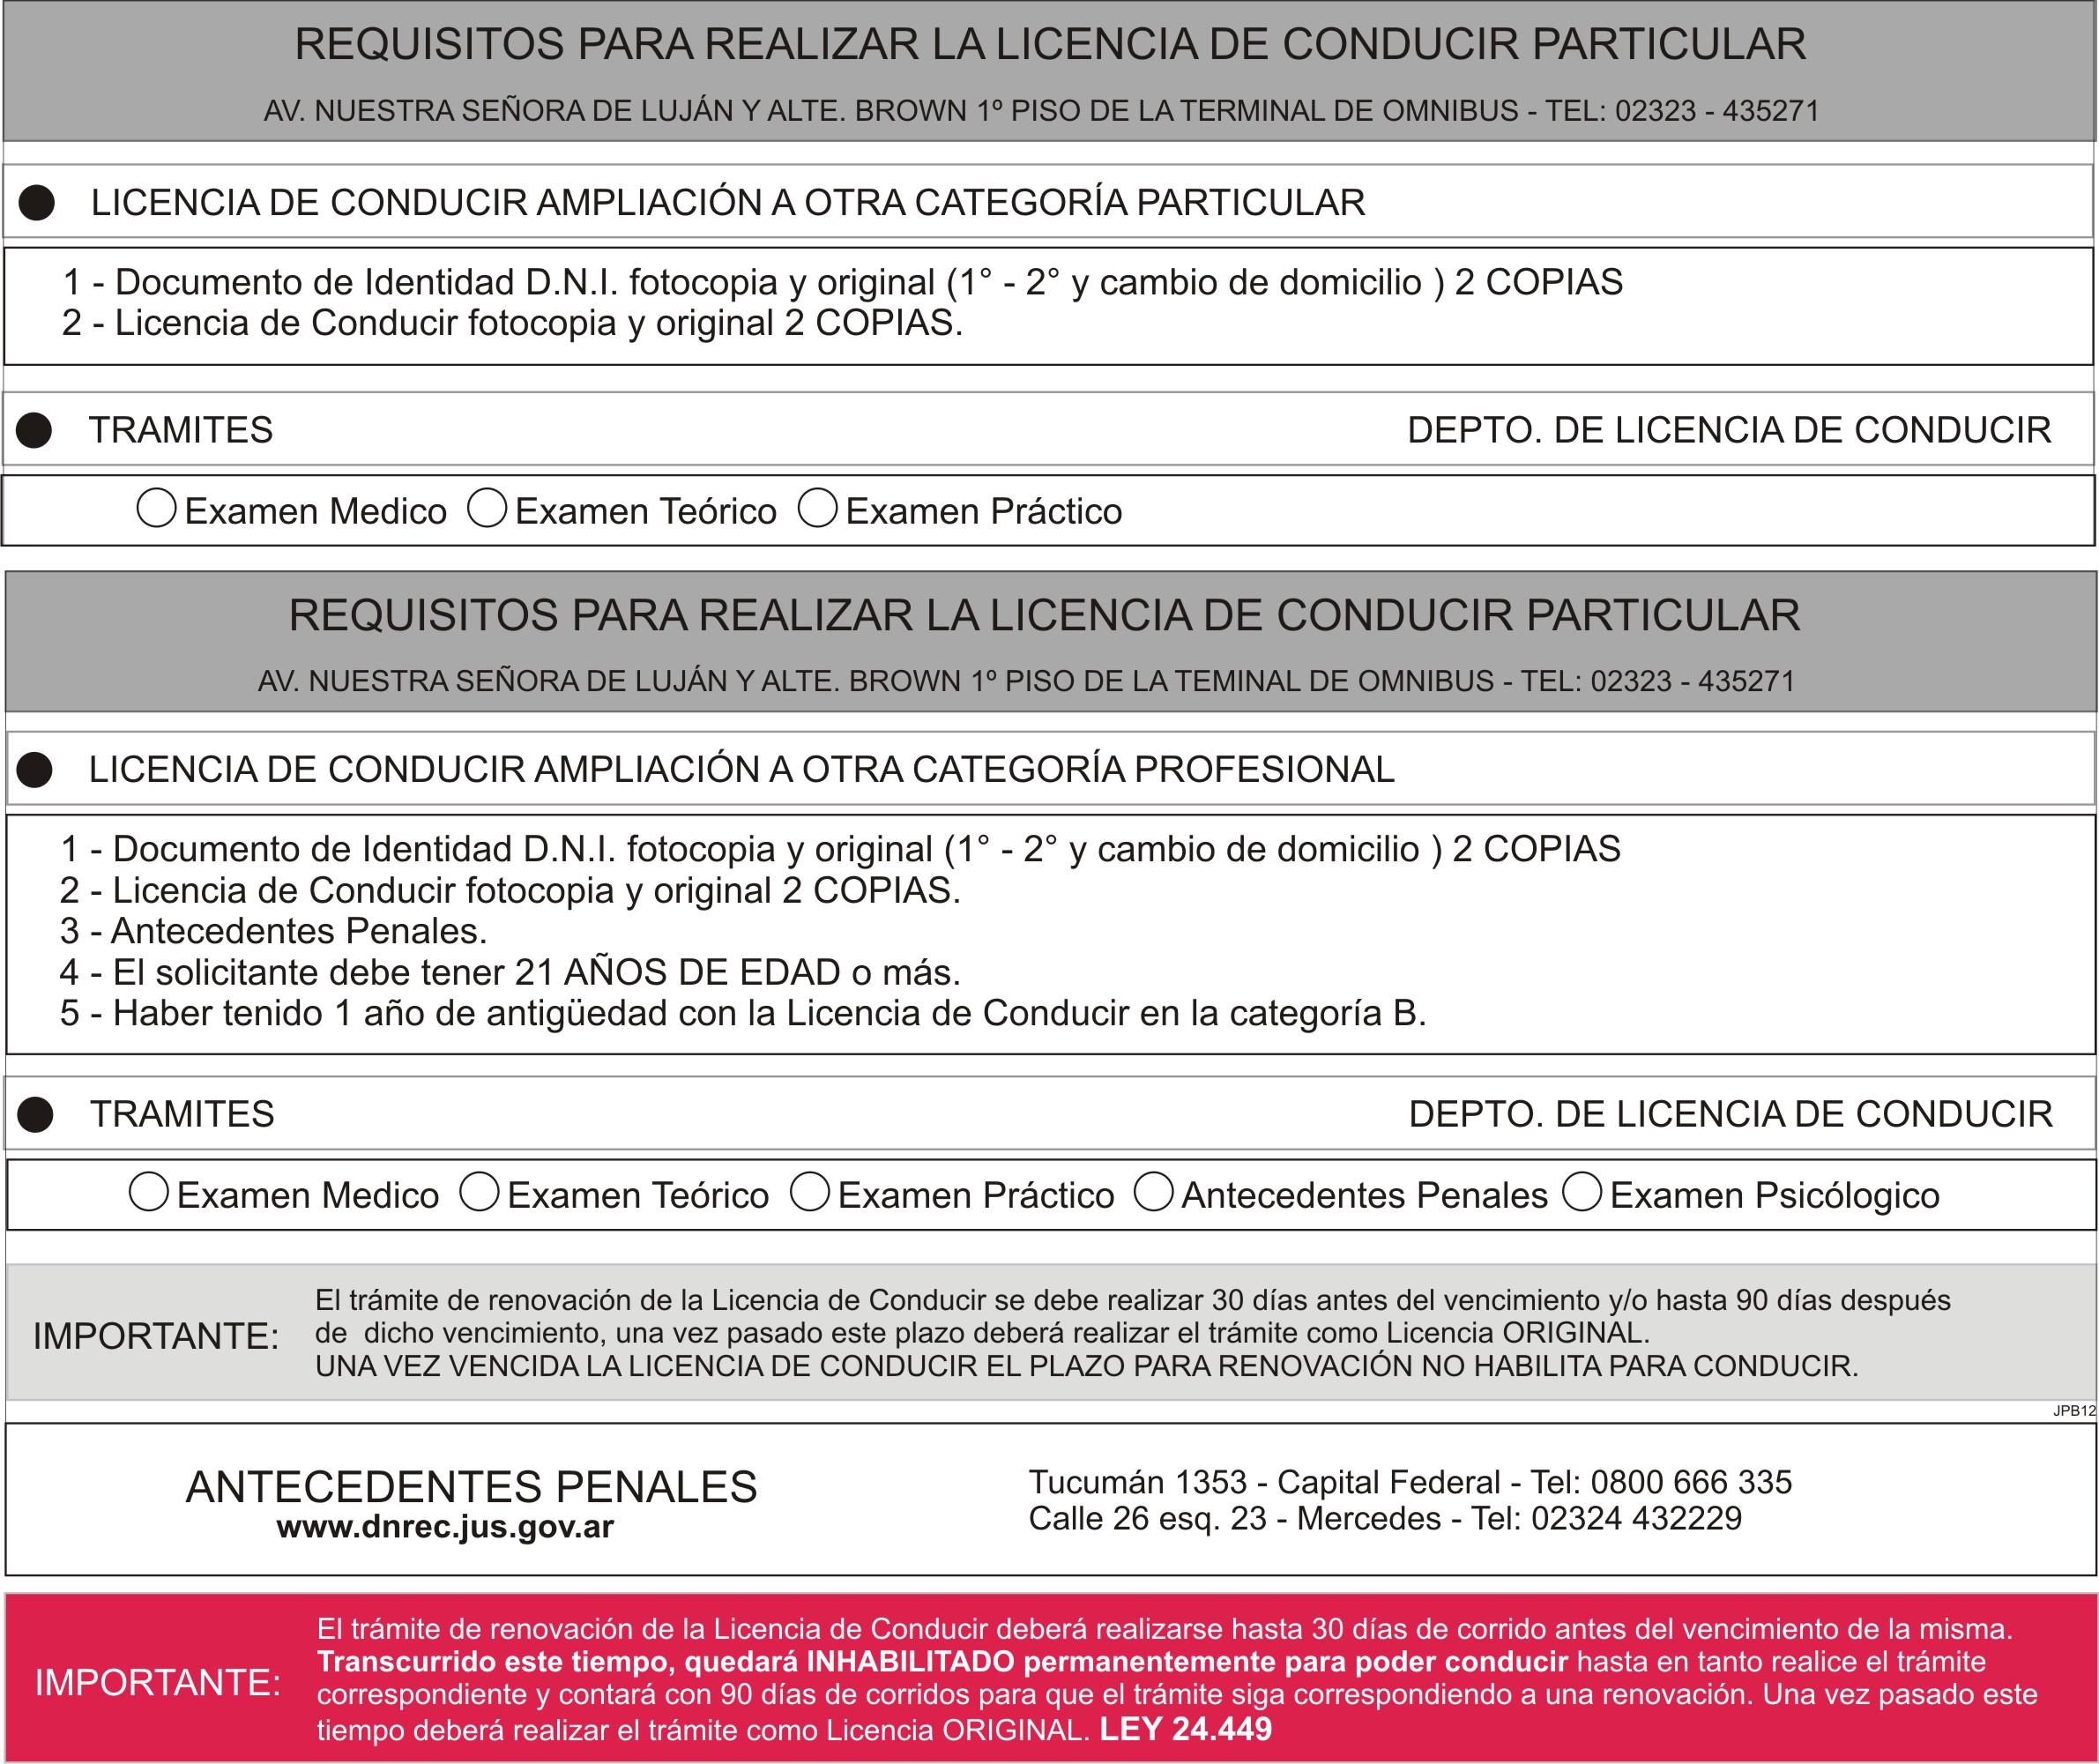 REQUISITOS PARA REALIZAR LA LICENCIA DE CONDUCIR PARTICULAR
AV. NUESTRA SEÑORA DE LUJÁN Y ALTE. BROWN 1º PISO DE LA TERMINAL DE OMNIBUS - TEL: 02323 - 435271
LICENCIA DE CONDUCIR AMPLIACIÓN A OTRA CATEGORÍA PARTICULAR
1 - Documento de Identidad D.N.I. fotocopia y original (1° - 2° y cambio de domicilio ) 2 COPIAS
2 - Licencia de Conducir fotocopia y original 2 COPIAS.
TRAMITES DEPTO. DE LICENCIA DE CONDUCIR
Examen Medico Examen Teórico Examen Práctico
REQUISITOS PARA REALIZAR LA LICENCIA DE CONDUCIR PARTICULAR
AV. NUESTRA SEÑORA DE LUJÁN Y ALTE. BROWN 1º PISO DE LA TEMINAL DE OMNIBUS - TEL: 02323 - 435271
LICENCIA DE CONDUCIR AMPLIACIÓN A OTRA CATEGORÍA PROFESIONAL
1 - Documento de Identidad D.N.I. fotocopia y original (1° - 2° y cambio de domicilio ) 2 COPIAS
2 - Licencia de Conducir fotocopia y original 2 COPIAS.
3 - Antecedentes Penales.
4 - El solicitante debe tener 21 AÑOS DE EDAD o más.
5 - Haber tenido 1 año de antigüedad con la Licencia de Conducir en la categoría B.
TRAMITES DEPTO. DE LICENCIA DE CONDUCIR
Examen Medico Examen Teórico Examen Práctico Antecedentes Penales Examen Psicólogico
IMPORTANTE:
El trámite de renovación de la Licencia de Conducir se debe realizar 30 días antes del vencimiento y/o hasta 90 días después
de dicho vencimiento, una vez pasado este plazo deberá realizar el trámite como Licencia ORIGINAL.
UNA VEZ VENCIDA LA LICENCIA DE CONDUCIR EL PLAZO PARA RENOVACIÓN NO HABILITA PARA CONDUCIR.
JPB12
ANTECEDENTES PENALES
www.dnrec.jus.gov.ar
Tucumán 1353 - Capital Federal - Tel: 0800 666 335
Calle 26 esq. 23 - Mercedes - Tel: 02324 432229
IMPORTANTE:
El trámite de renovación de la Licencia de Conducir deberá realizarse hasta 30 días de corrido antes del vencimiento de la misma.
Transcurrido este tiempo, quedará INHABILITADO permanentemente para poder conducir hasta en tanto realice el trámite
correspondiente y contará con 90 días de corridos para que el trámite siga correspondiendo a una renovación. Una vez pasado este
tiempo deberá realizar el trámite como Licencia ORIGINAL. LEY 24.449